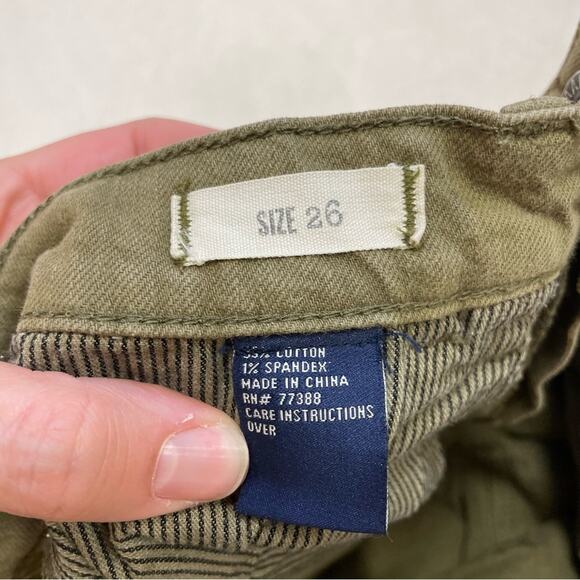 SIZE 26
COTTON
1% SPANDEX
MADE IN CHINA
RN# 77388
CARE INSTRUCTIONS
OVER